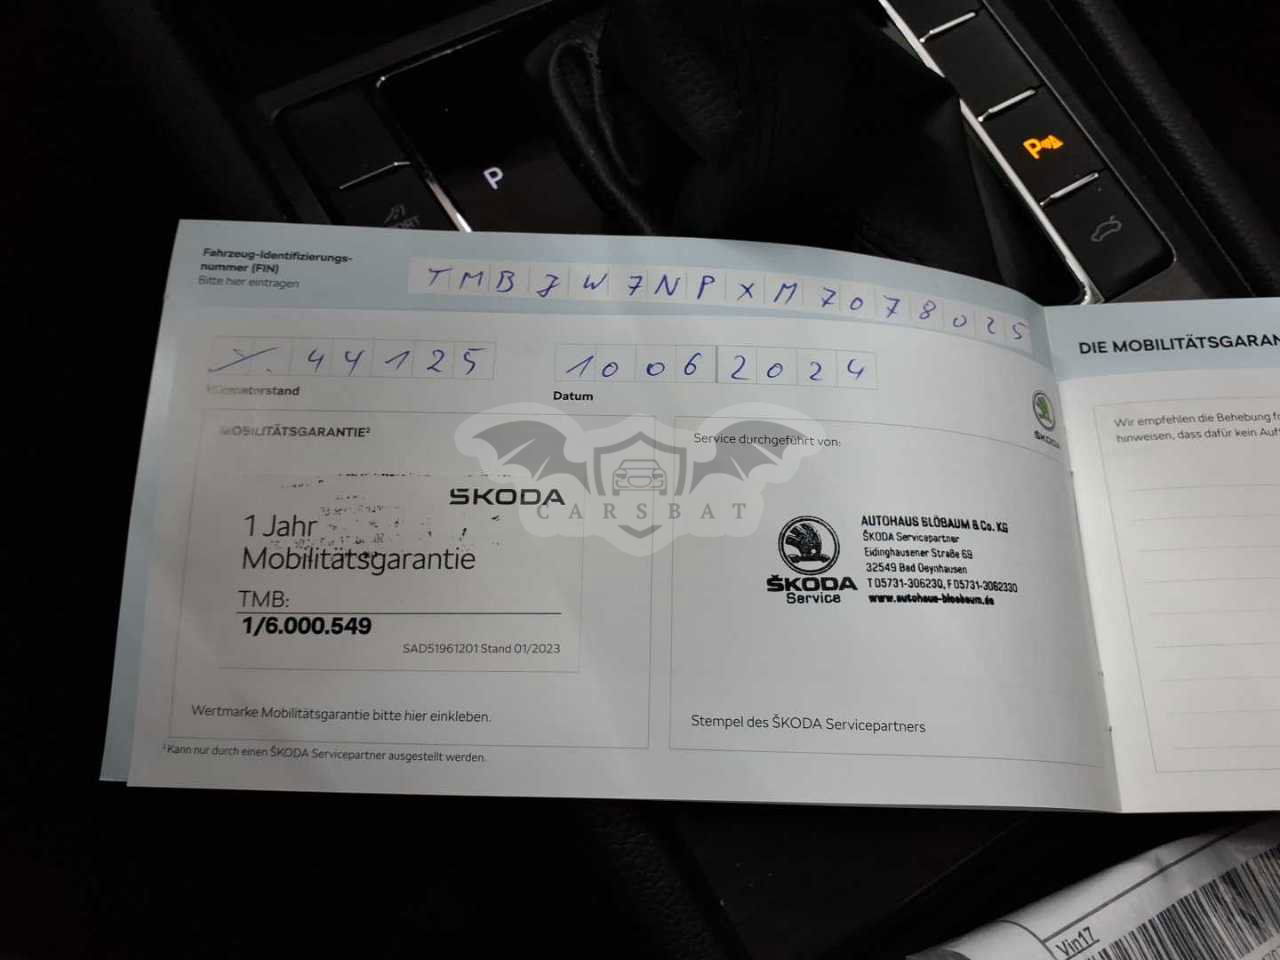 P
P
Fahrzeug-Identifizierungs-
nummer (FIN)
Bitte hier eintragen
TMBJW7NPXM7078025
44125
10062024
Kilometerstand
Datum
DIE MOBILITÄTSGARAN
MOBILITÄTSGARANTIE²
Service durchgeführt von:
SKODA
Wir empfehlen die Behebung f
hinweisen, dass dafür kein Auf
CARSBAT
ŠKODA
1 Jahr
Mobilitätsgarantie
TMB:
1/6.000.549
SAD51961201 Stand 01/2023
ŠKODA
Service
AUTOHAUS BLÖBAUM & Co. KG
ŠKODA Servicepartner
Eidinghausener Straße 69
32549 Bad Oeynhausen
T 05731-306230, F 05731-3062330
www.autohaus-bloebaum.de
Wertmarke Mobilitätsgarantie bitte hier einkleben.
Stempel des ŠKODA Servicepartners
¹ Kann nur durch einen ŠKODA Servicepartner ausgestellt werden.
Vin17